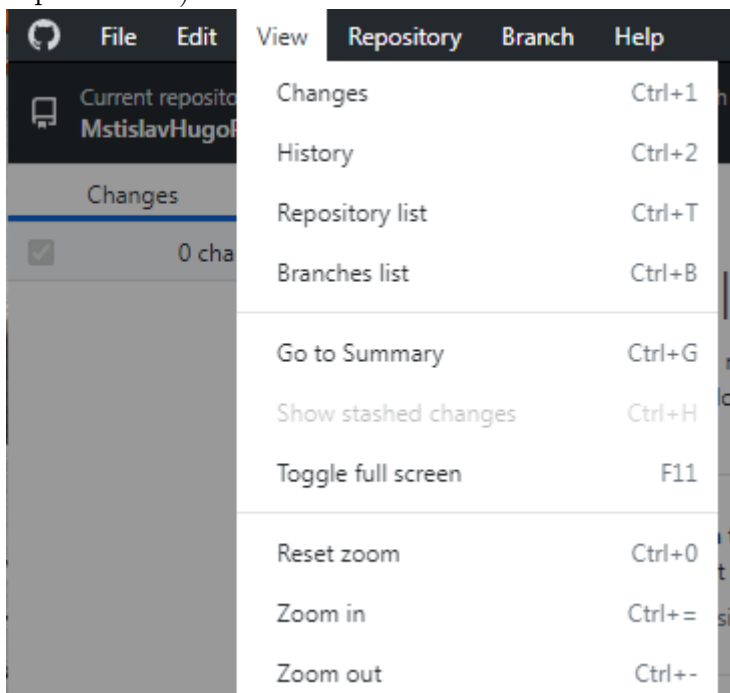 File Edit View Repository Branch Help
Current reposito
MstislavHugo
Changes
0 cha
Changes Ctrl+1
History Ctrl+2
Repository list Ctrl+T
Branches list Ctrl+B
Go to Summary Ctrl+G
Show stashed changes Ctrl+H
Toggle full screen F11
Reset zoom Ctrl+0
Zoom in Ctrl+=
Zoom out Ctrl+-